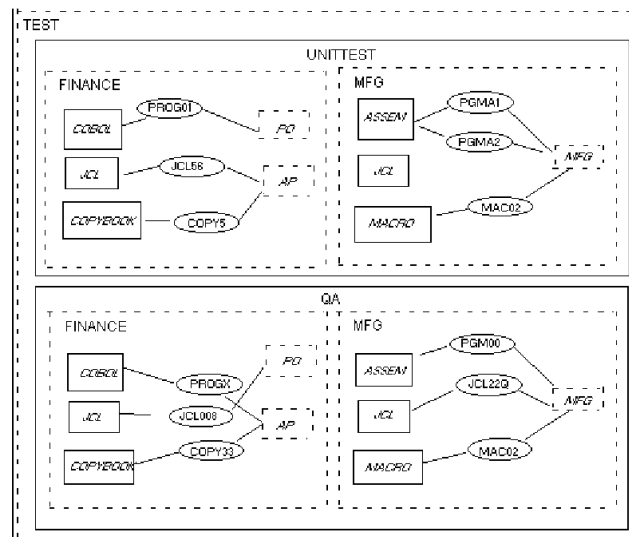 TEST
UNITTEST
FINANCE
MFG
PROG01
PGMA1
COBOL
PO
ASSEM
PGMA2
MFG
JCL
JCL56
AP
JCL
COPYBOOK
COPY5
MACRO
MAC02
QA
FINANCE
MFG
PO
PGM00
COBOL
ASSEM
PROGX
JCL22Q
MFG
JCL
JCL008
AP
JCL
COPYBOOK
COPY33
MACRO
MAC02